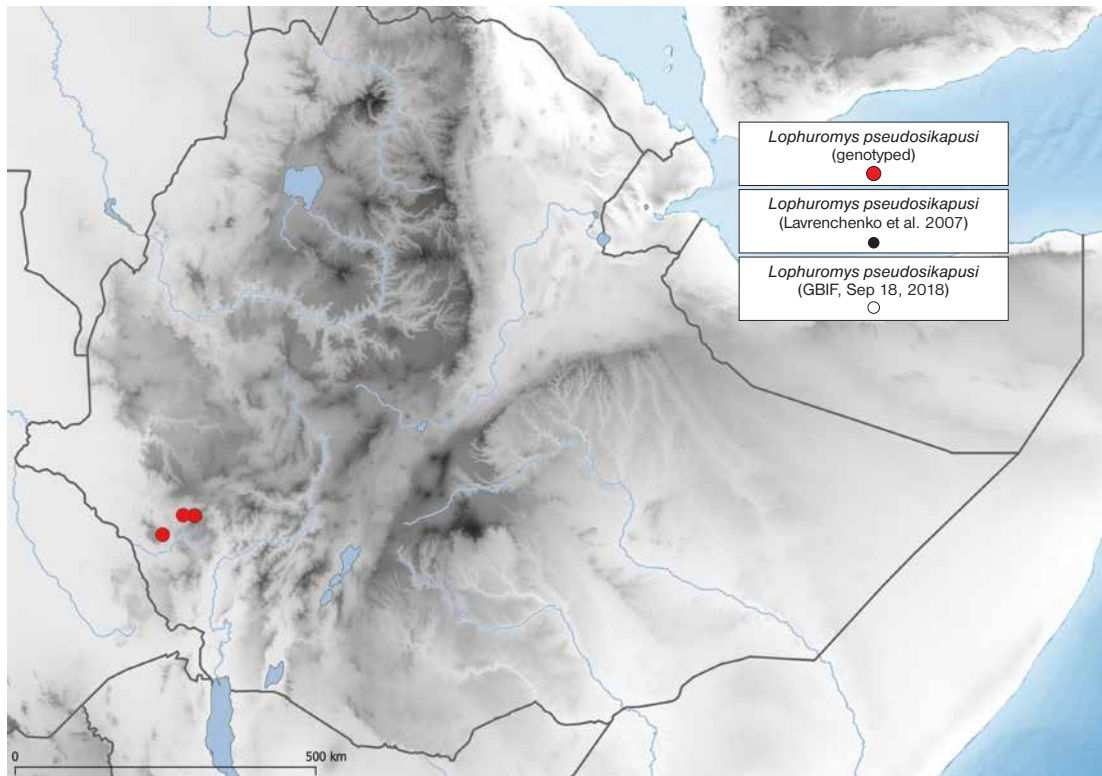 Lophuromys pseudosikapusi
(genotyped)
Lophuromys pseudosikapusi
(Lavrenchenko et al. 2007)
Lophuromys pseudosikapusi
(GBIF, Sep 18, 2018)
0
500 km